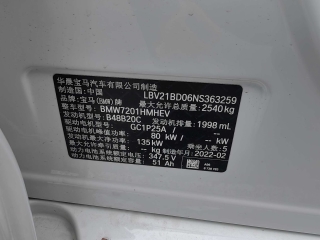 华晨宝马汽车有限公司制造
制造国:中国 LBV21BD06NS363259
品牌:宝马(BMW)牌 最大允许总质量:2540kg
整车型号:BMW7201HMHEV
发动机型号:B48B20C 发动机排量:1998 mL
驱动电机型号:GC1P25A /
驱动电机峰值功率:80 kW /
发动机最大净功率:135kW 乘坐人数:5
动力电池系统额定电压:347.5 V 制造年月:2022-02
动力电池系统额定容量:51 Ah